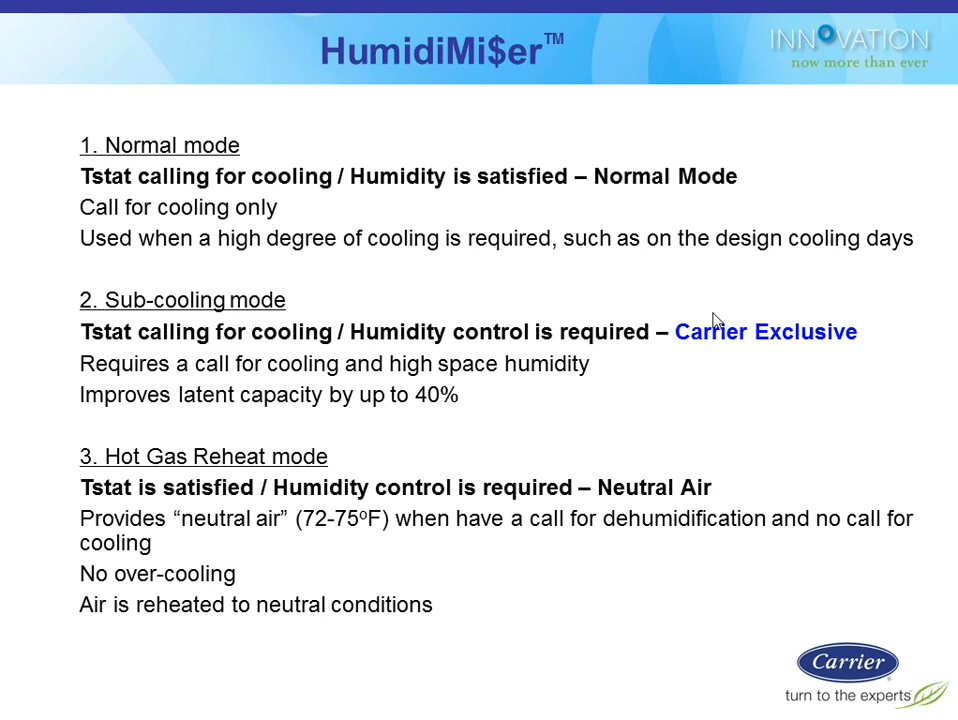 HumidiMi$er™
INNOVATION
now more than ever
1. Normal mode
Tstat calling for cooling / Humidity is satisfied – Normal Mode
Call for cooling only
Used when a high degree of cooling is required, such as on the design cooling days
2. Sub-cooling mode
Tstat calling for cooling / Humidity control is required – Carrier Exclusive
Requires a call for cooling and high space humidity
Improves latent capacity by up to 40%
3. Hot Gas Reheat mode
Tstat is satisfied / Humidity control is required – Neutral Air
Provides “neutral air” (72-75ºF) when have a call for dehumidification and no call for
cooling
No over-cooling
Air is reheated to neutral conditions
Carrier
turn to the experts